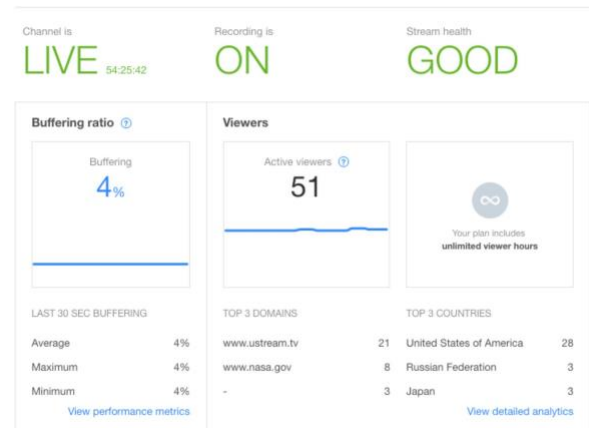 Channel is
LIVE 54:25:42
Recording is
ON
Stream health
GOOD
Buffering ratio ?
Buffering
4%
LAST 30 SEC BUFFERING
Average 4%
Maximum 4%
Minimum 4%
View performance metrics
Viewers
Active viewers ?
51
Your plan includes
unlimited viewer hours
TOP 3 DOMAINS
www.ustream.tv 21
www.nasa.gov 8
- 3
TOP 3 COUNTRIES
United States of America 28
Russian Federation 3
Japan 3
View detailed analytics